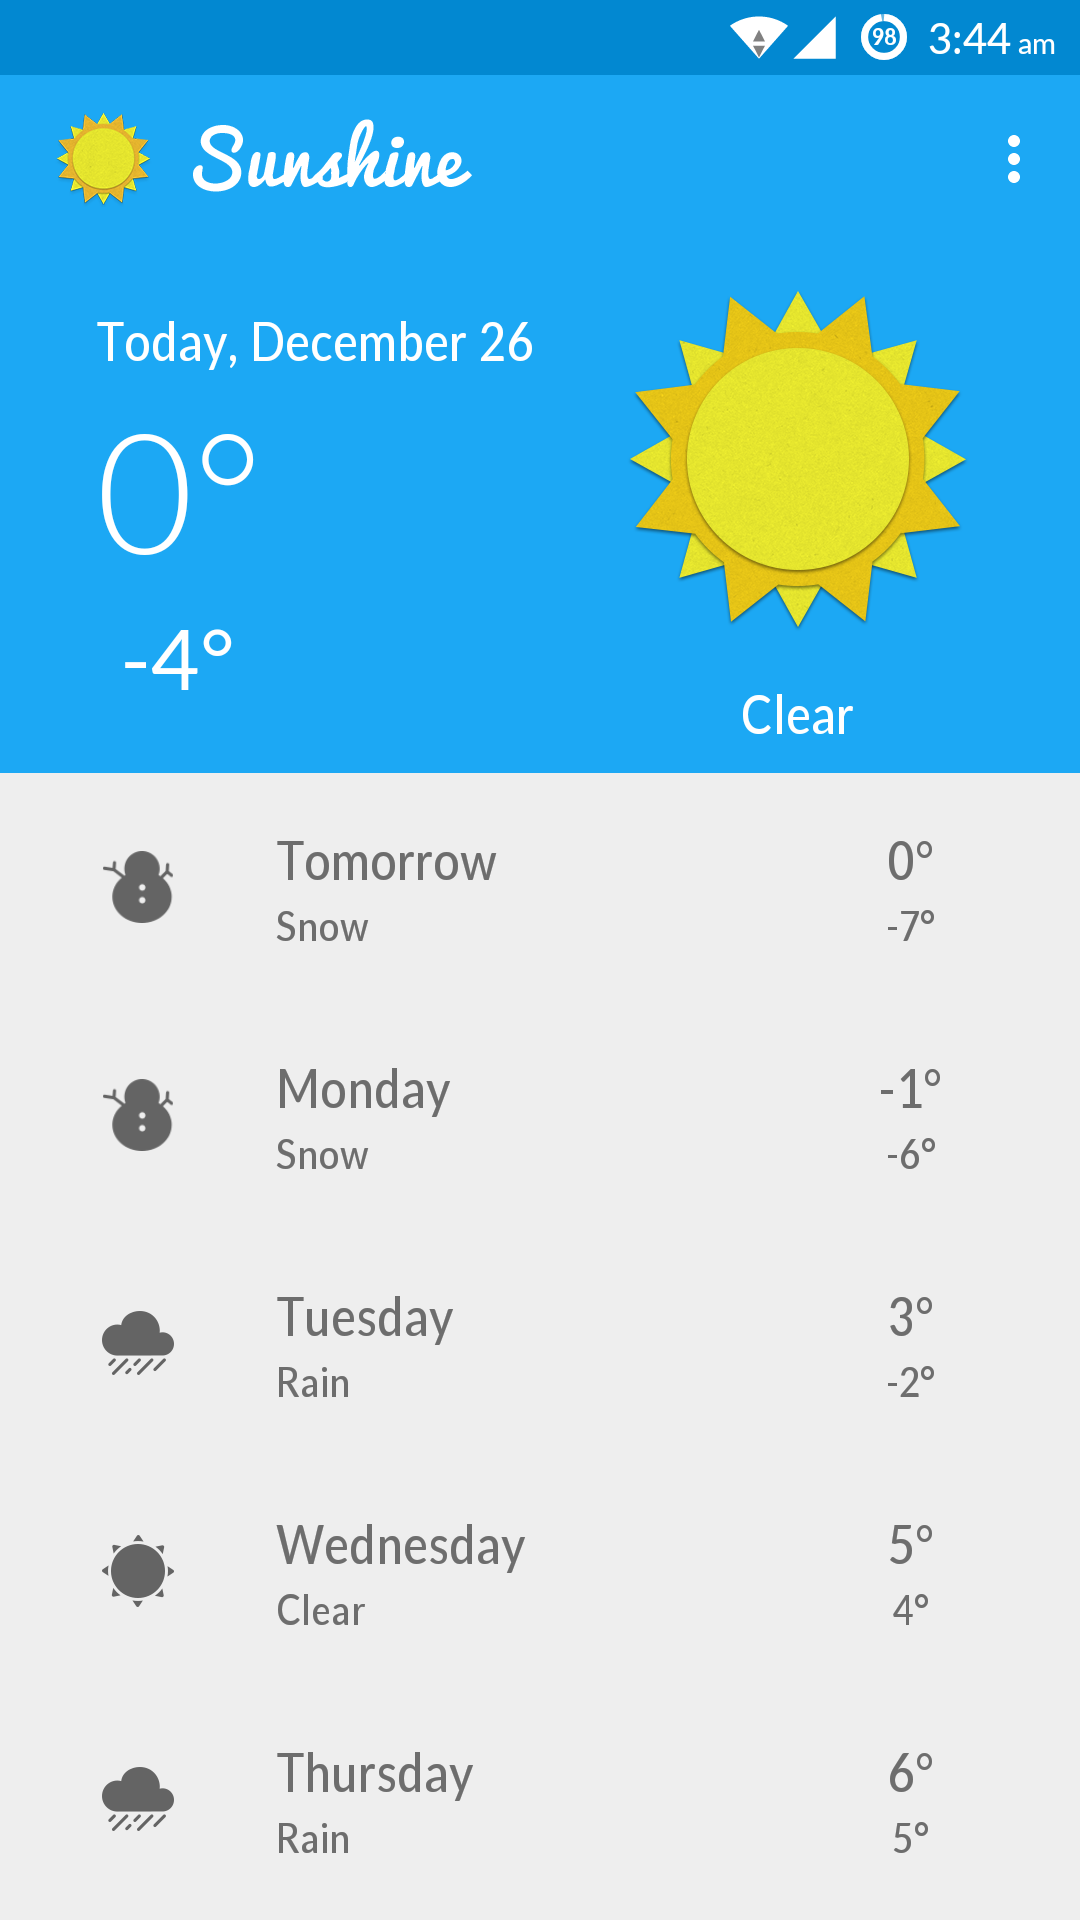 98 3:44 am
Sunshine
Today, December 26
0°
-4°
Clear
Tomorrow 0°
Snow -7°
Monday -1°
Snow -6°
Tuesday 3°
Rain -2°
Wednesday 5°
Clear 4°
Thursday 6°
Rain 5°